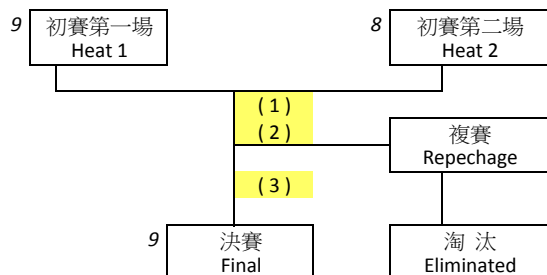 9
初賽第一場
Heat 1
8
初賽第二場
Heat 2
( 1 )
( 2 )
複賽
Repechage
( 3 )
9
決賽
Final
淘 汰
Eliminated